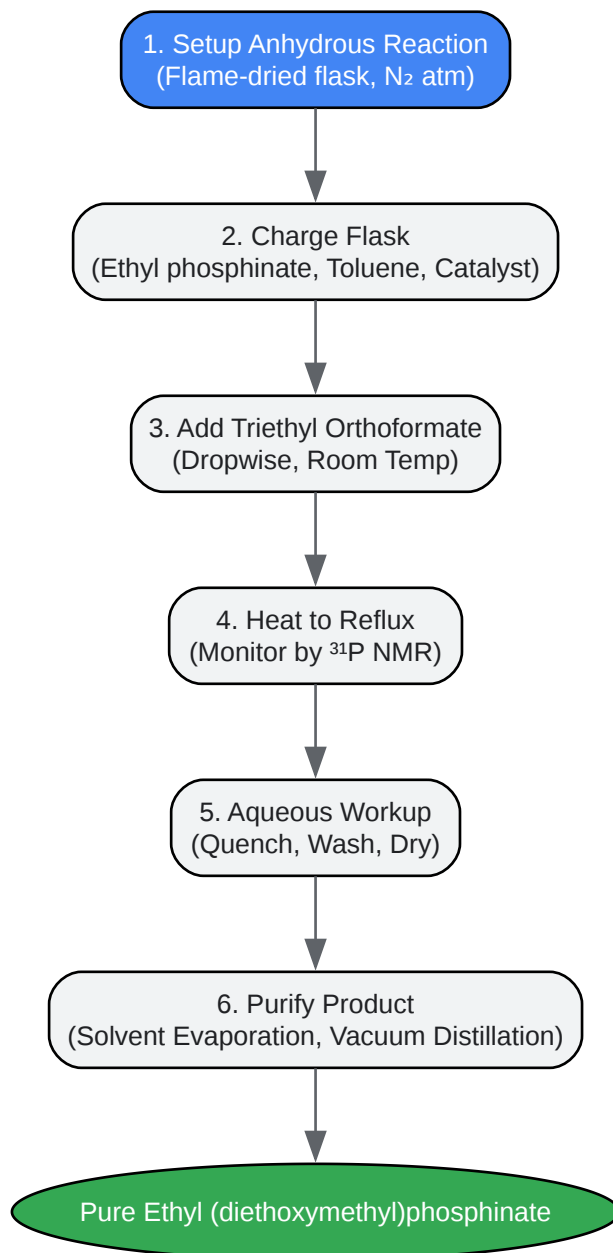 1. Setup Anhydrous Reaction
(Flame-dried flask, N₂ atm)
2. Charge Flask
(Ethyl phosphinate, Toluene, Catalyst)
3. Add Triethyl Orthoformate
(Dropwise, Room Temp)
4. Heat to Reflux
(Monitor by ³¹P NMR)
5. Aqueous Workup
(Quench, Wash, Dry)
6. Purify Product
(Solvent Evaporation, Vacuum Distillation)
Pure Ethyl (diethoxymethyl)phosphinate